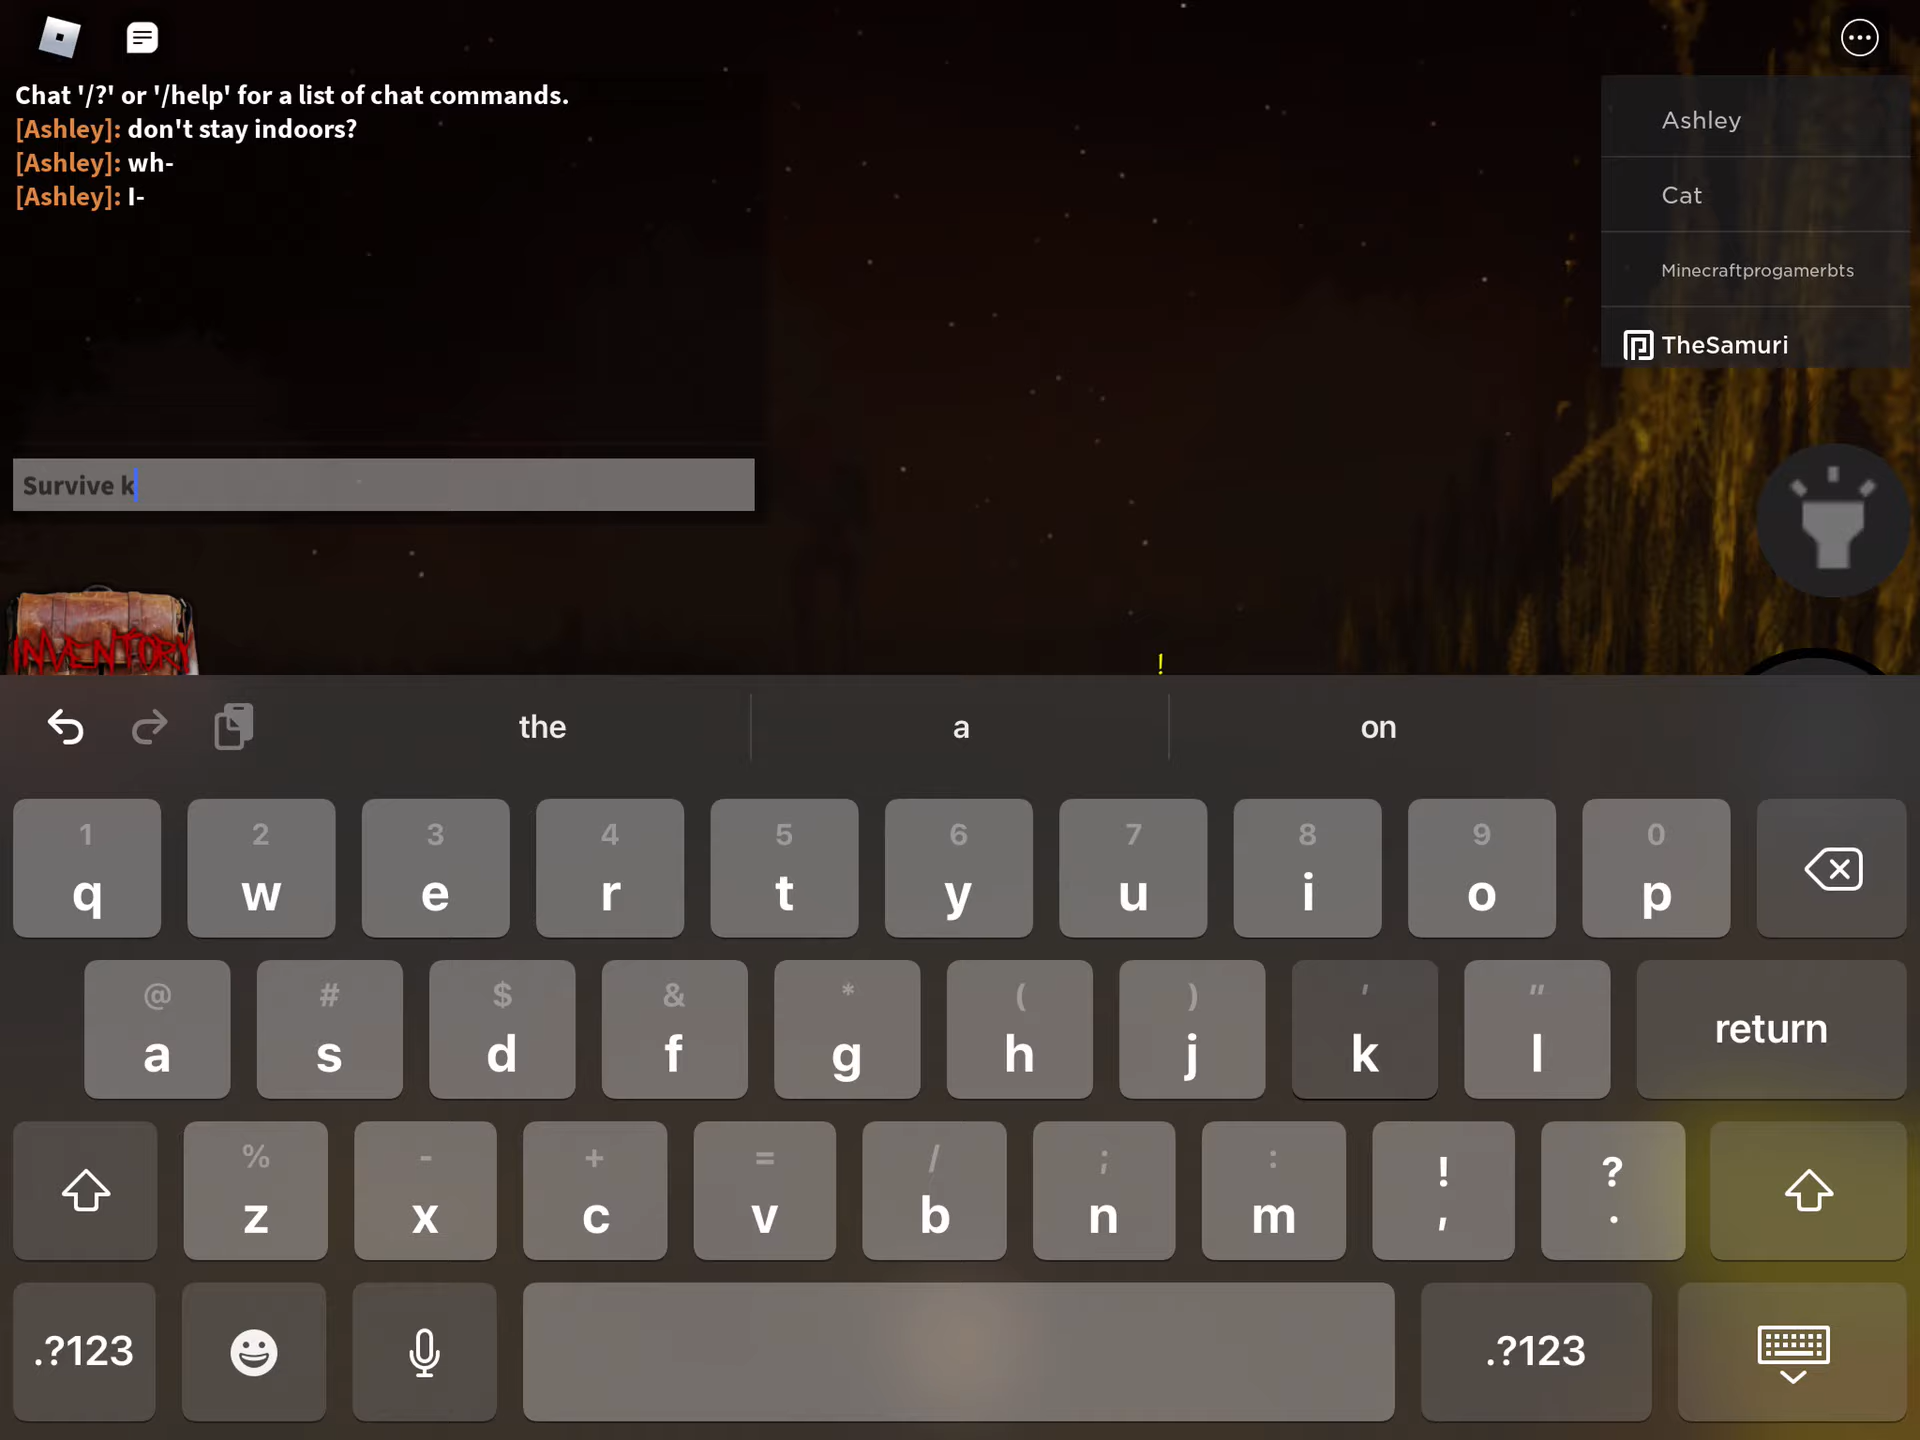 Chat '/?' or '/help' for a list of chat commands.
[Ashley]: don't stay indoors?
[Ashley]: wh-
[Ashley]: I-
Ashley
Cat
Minecraftprogamerbts
TheSamuri
Survive k
INVENTORY
!
the a on
1 2 3 4 5 6 7 8 9 0
q w e r t y u i o p
@ # $ & * ( ) ' "
a s d f g h j k l return
% - + = / ; : ! ?
z x c v b n m , .
.?123 .?123